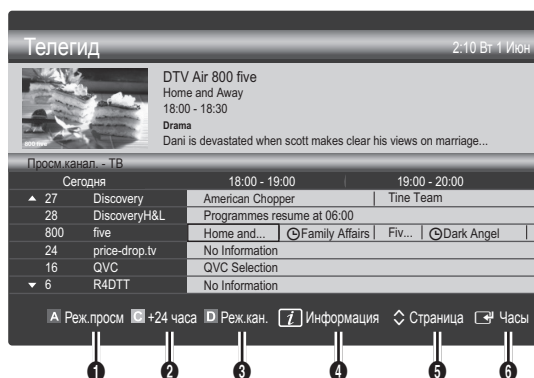 Телегид 2:10 Вт 1 Июн
DTV Air 800 five
Home and Away
18:00 - 18:30
Drama
Dani is devastated when scott makes clear his views on marriage...
800 five
Просм.канал. - ТВ
Сегодня 18:00 - 19:00 19:00 - 20:00
▲ 27 Discovery American Chopper Tine Team
28 DiscoveryH&L Programmes resume at 06:00
800 five Home and... Family Affairs Fiv... Dark Angel
24 price-drop.tv No Information
16 QVC QVC Selection
▼ 6 R4DTT No Information
A Реж.просм C +24 часа D Реж.кан. i Информация Страница Часы
1 2 3 4 5 6